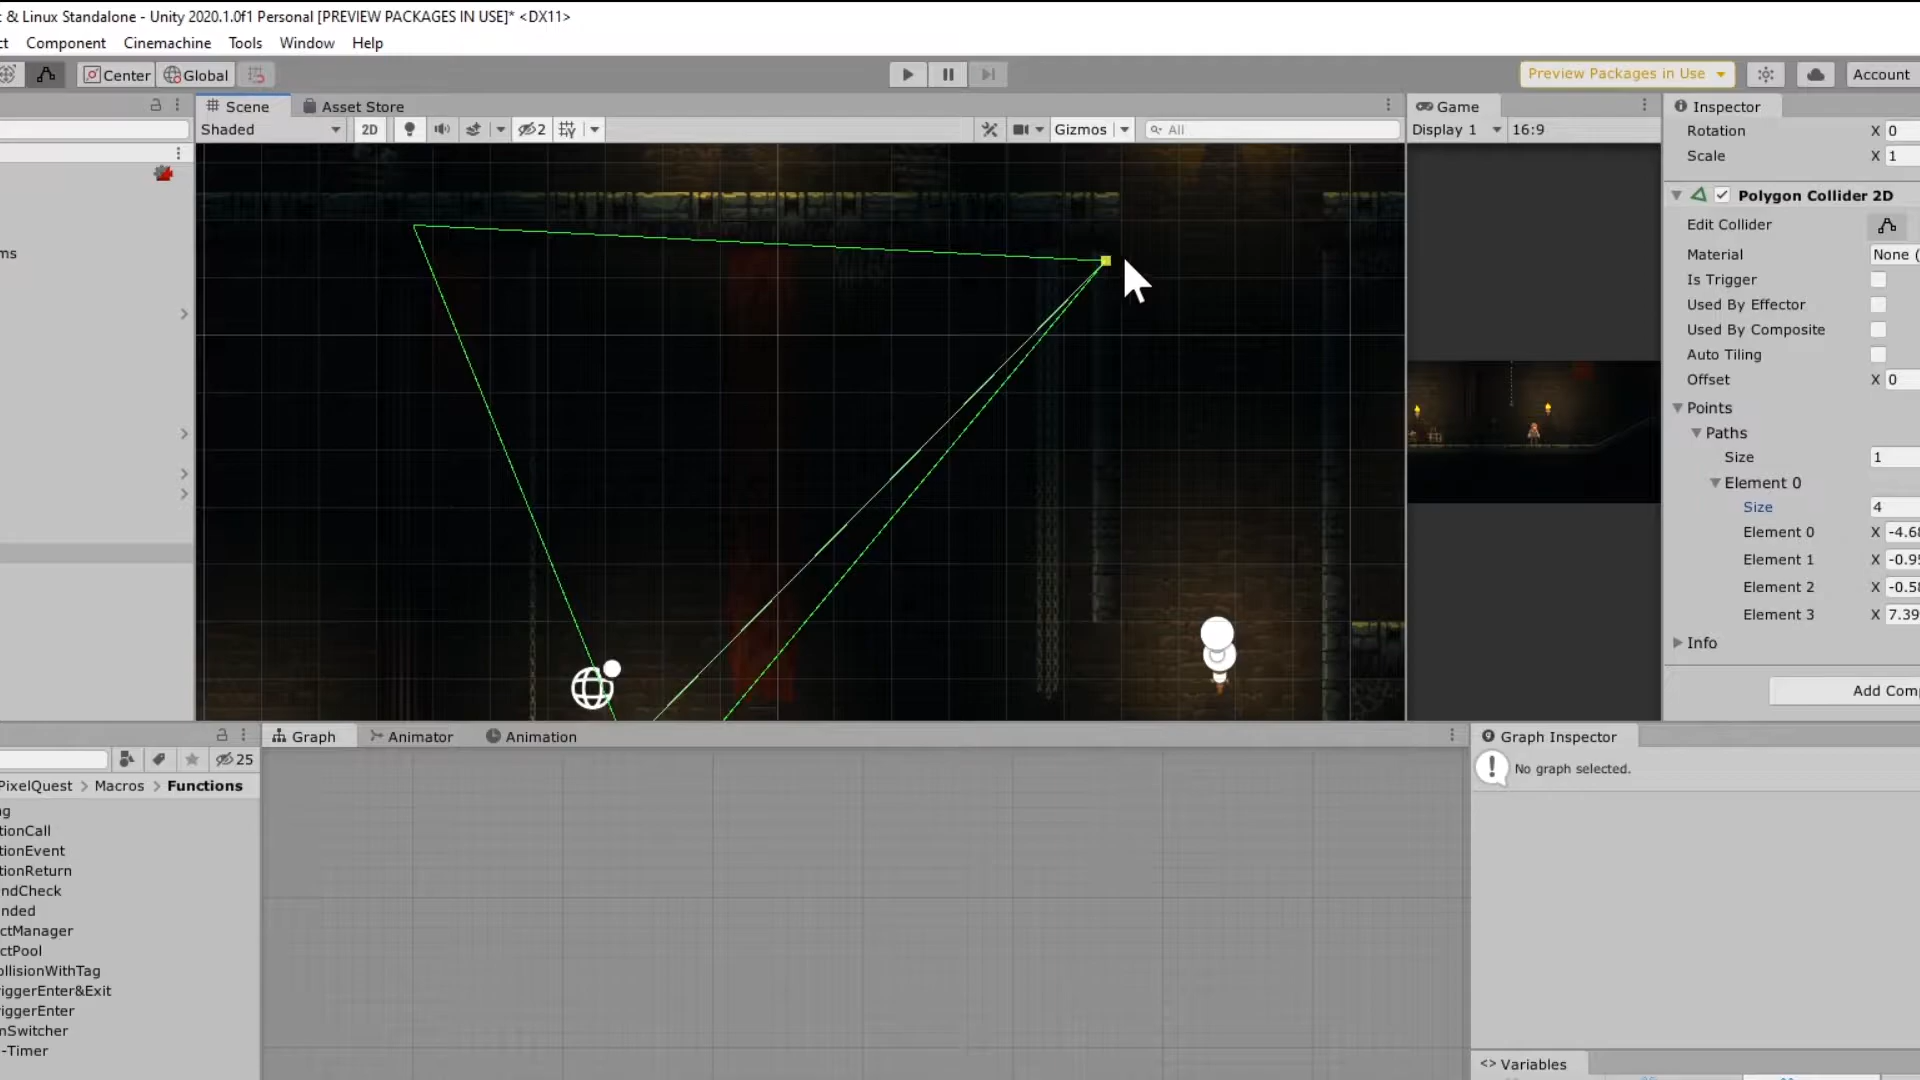 & Linux Standalone - Unity 2020.1.0f1 Personal [PREVIEW PACKAGES IN USE]* <DX11>
ct Component Cinemachine Tools Window Help
Center Global Preview Packages in Use Account
Scene Asset Store Game Inspector
Shaded 2D 2 Gizmos All Display 1 16:9
Rotation X 0
Scale X 1
Polygon Collider 2D
Edit Collider
Material None (
Is Trigger
Used By Effector
Used By Composite
Auto Tiling
Offset X 0
Points
Paths
Size 1
Element 0
Size 4
Element 0 X -4.68
Element 1 X -0.95
Element 2 X -0.58
Element 3 X 7.39
Info
Add Comp
ms
Graph Animator Animation Graph Inspector
25
No graph selected.
PixelQuest > Macros > Functions
ng
tionCall
tionEvent
tionReturn
ndCheck
nded
ctManager
ctPool
ollisionWithTag
iggerEnter&Exit
iggerEnter
mSwitcher
-Timer
<> Variables